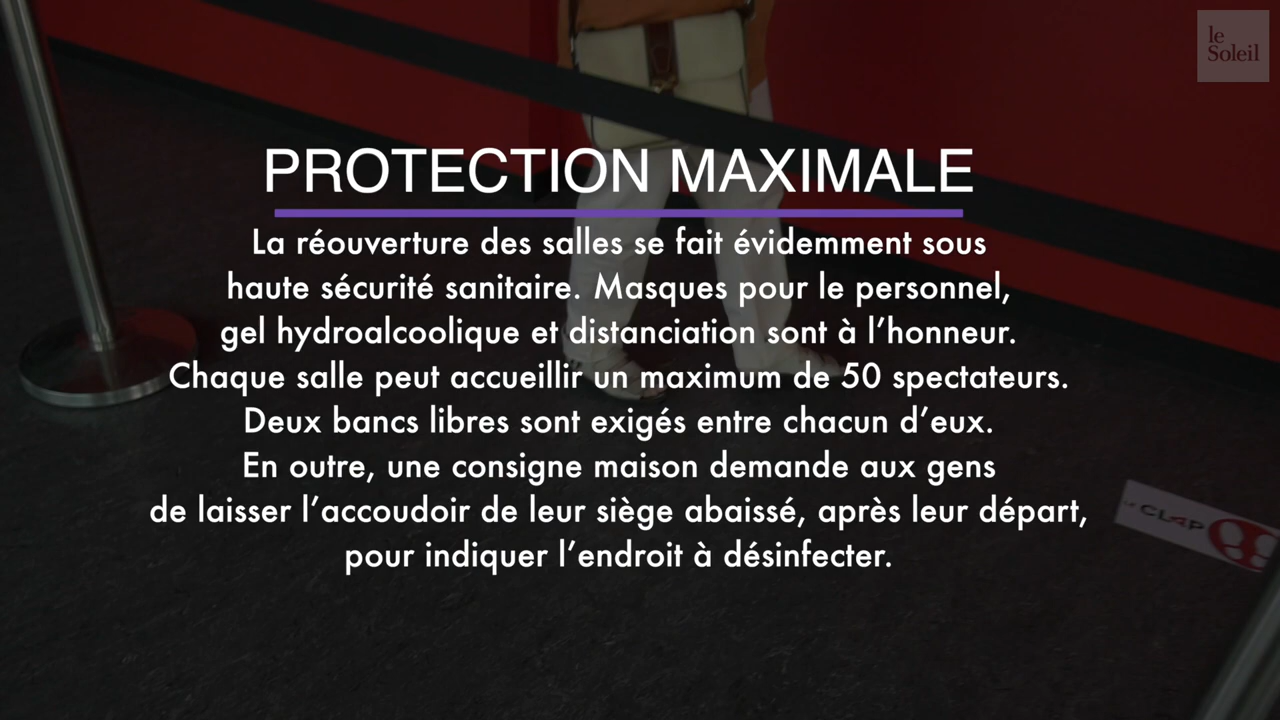 le
Soleil
PROTECTION MAXIMALE
La réouverture des salles se fait évidemment sous
haute sécurité sanitaire. Masques pour le personnel,
gel hydroalcoolique et distanciation sont à l’honneur.
Chaque salle peut accueillir un maximum de 50 spectateurs.
Deux bancs libres sont exigés entre chacun d’eux.
En outre, une consigne maison demande aux gens
de laisser l’accoudoir de leur siège abaissé, après leur départ,
pour indiquer l’endroit à désinfecter.
CLAP